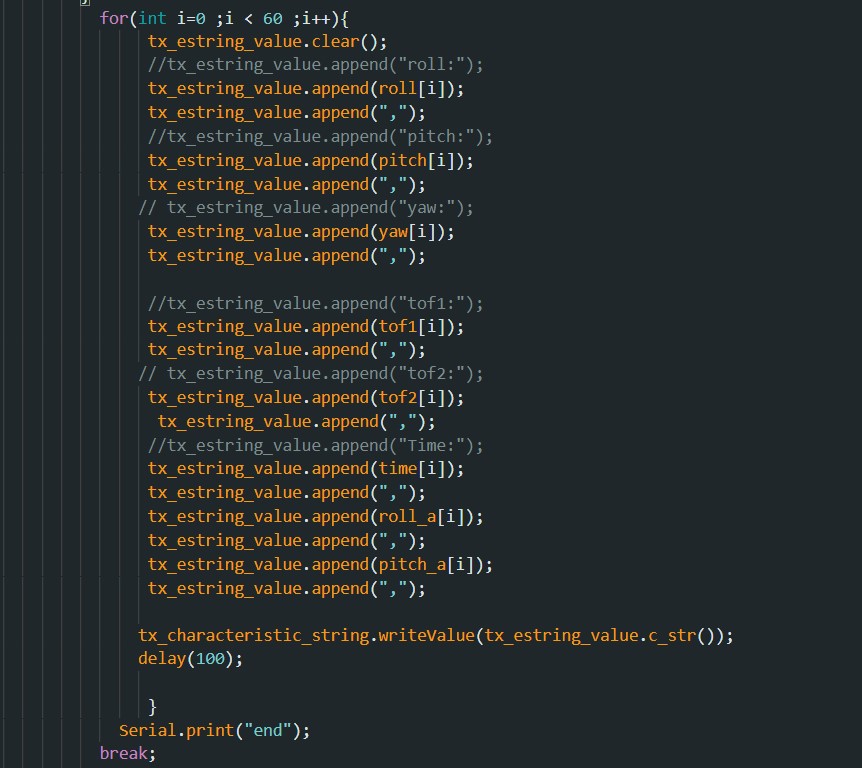 }
for(int i=0 ;i < 60 ;i++){
tx_estring_value.clear();
//tx_estring_value.append("roll:");
tx_estring_value.append(roll[i]);
tx_estring_value.append(",");
//tx_estring_value.append("pitch:");
tx_estring_value.append(pitch[i]);
tx_estring_value.append(",");
// tx_estring_value.append("yaw:");
tx_estring_value.append(yaw[i]);
tx_estring_value.append(",");
//tx_estring_value.append("tof1:");
tx_estring_value.append(tof1[i]);
tx_estring_value.append(",");
// tx_estring_value.append("tof2:");
tx_estring_value.append(tof2[i]);
tx_estring_value.append(",");
//tx_estring_value.append("Time:");
tx_estring_value.append(time[i]);
tx_estring_value.append(",");
tx_estring_value.append(roll_a[i]);
tx_estring_value.append(",");
tx_estring_value.append(pitch_a[i]);
tx_estring_value.append(",");
tx_characteristic_string.writeValue(tx_estring_value.c_str());
delay(100);
}
Serial.print("end");
break;